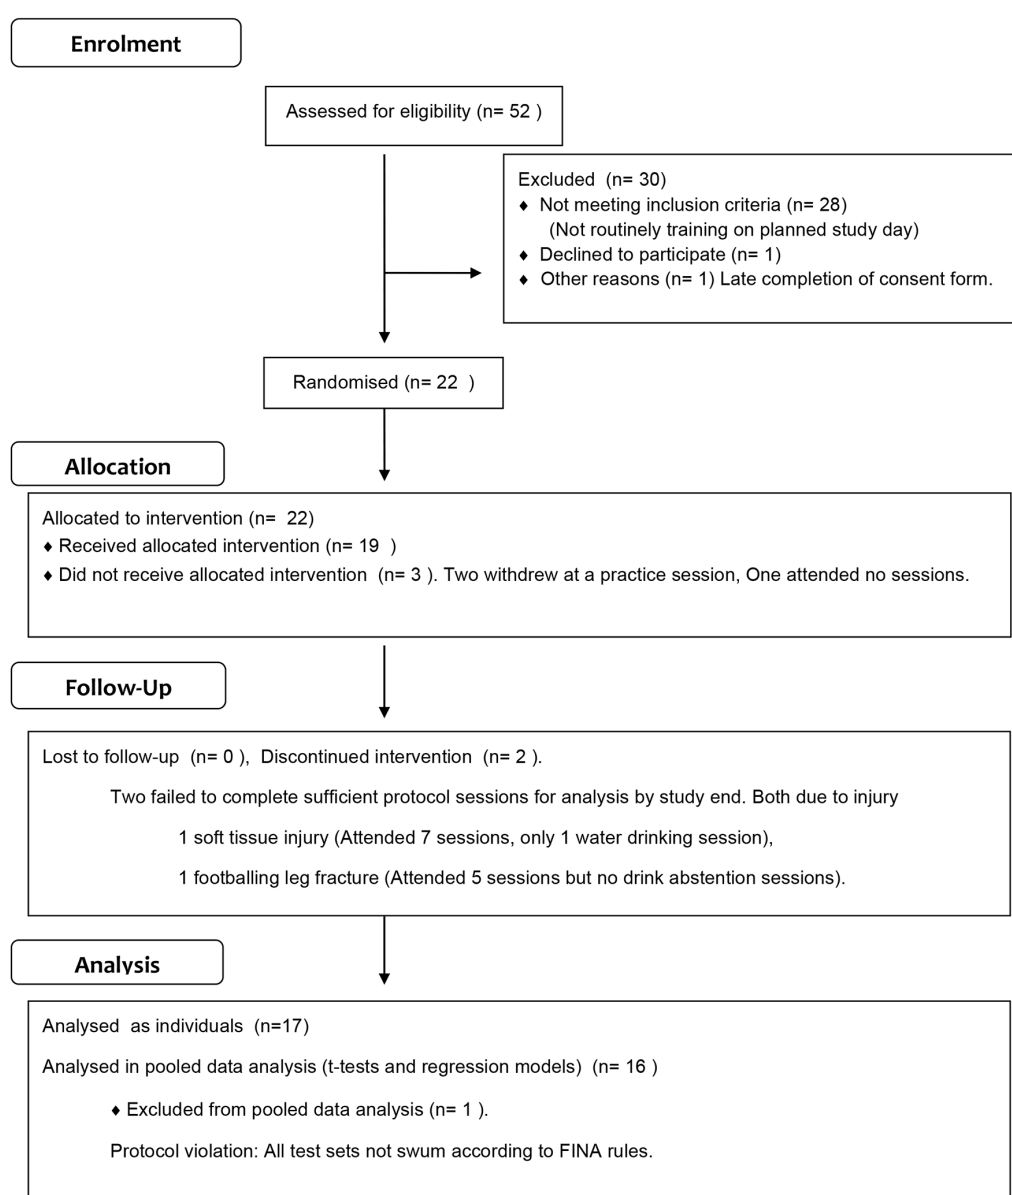 Enrolment
Assessed for eligibility (n= 52 )
Excluded (n= 30)
♦ Not meeting inclusion criteria (n= 28)
(Not routinely training on planned study day)
♦ Declined to participate (n= 1)
♦ Other reasons (n= 1) Late completion of consent form.
Randomised (n= 22 )
Allocation
Allocated to intervention (n= 22)
♦ Received allocated intervention (n= 19 )
♦ Did not receive allocated intervention (n= 3 ). Two withdrew at a practice session, One attended no sessions.
Follow-Up
Lost to follow-up (n= 0 ), Discontinued intervention (n= 2 ).
Two failed to complete sufficient protocol sessions for analysis by study end. Both due to injury
1 soft tissue injury (Attended 7 sessions, only 1 water drinking session),
1 footballing leg fracture (Attended 5 sessions but no drink abstention sessions).
Analysis
Analysed as individuals (n=17)
Analysed in pooled data analysis (t-tests and regression models) (n= 16 )
♦ Excluded from pooled data analysis (n= 1 ).
Protocol violation: All test sets not swum according to FINA rules.